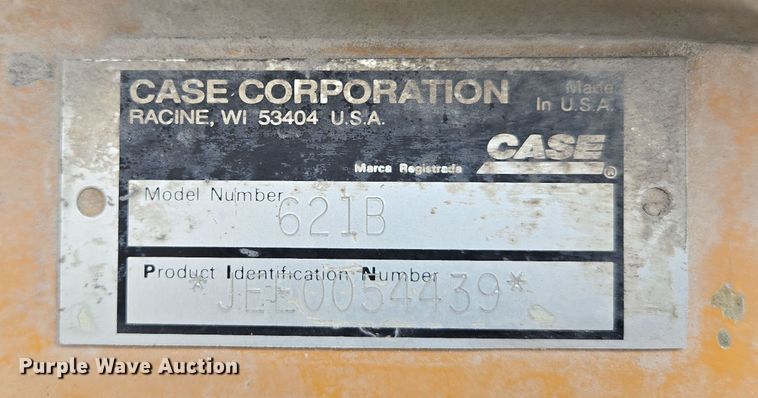 CASE CORPORATION
RACINE, WI 53404 U.S.A.
Made
In U.S.A.
CASE
Marca Registrada
®
Model Number
621B
Product Identification Number
*JEE0054439*
Purple Wave Auction